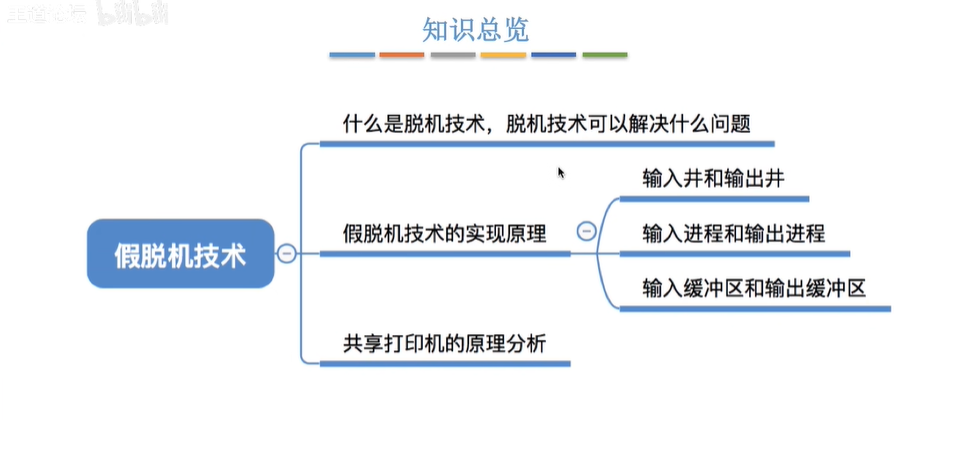 bilibili
知识总览
什么是脱机技术，脱机技术可以解决什么问题
输入井和输出井
假脱机技术
假脱机技术的实现原理
输入进程和输出进程
输入缓冲区和输出缓冲区
共享打印机的原理分析